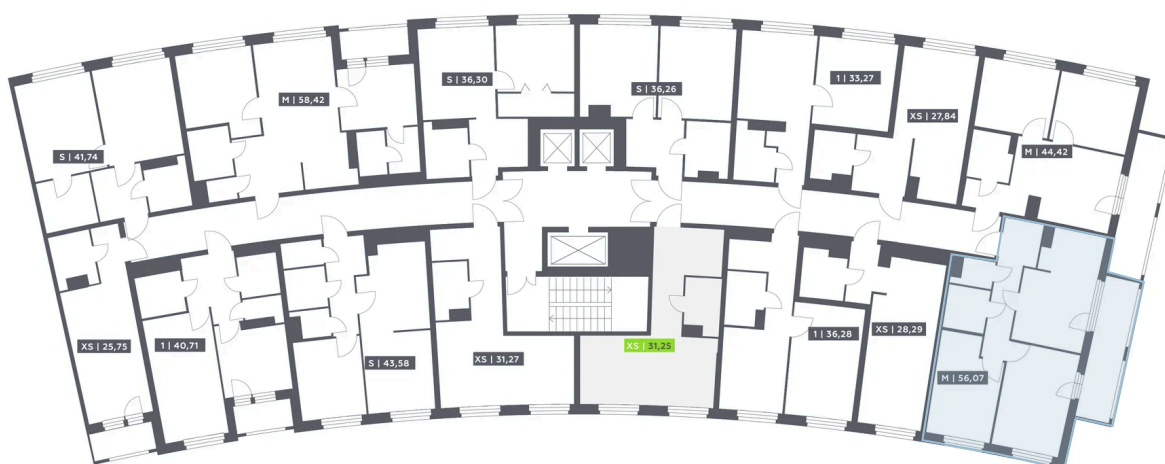 S | 36,30
1 | 33,27
S | 36,26
M | 58,42
XS | 27,84
M | 44,42
S | 41,74
XS | 25,75
1 | 40,71
S | 43,58
XS | 31,27
XS | 31,25
1 | 36,28
XS | 28,29
M | 56,07